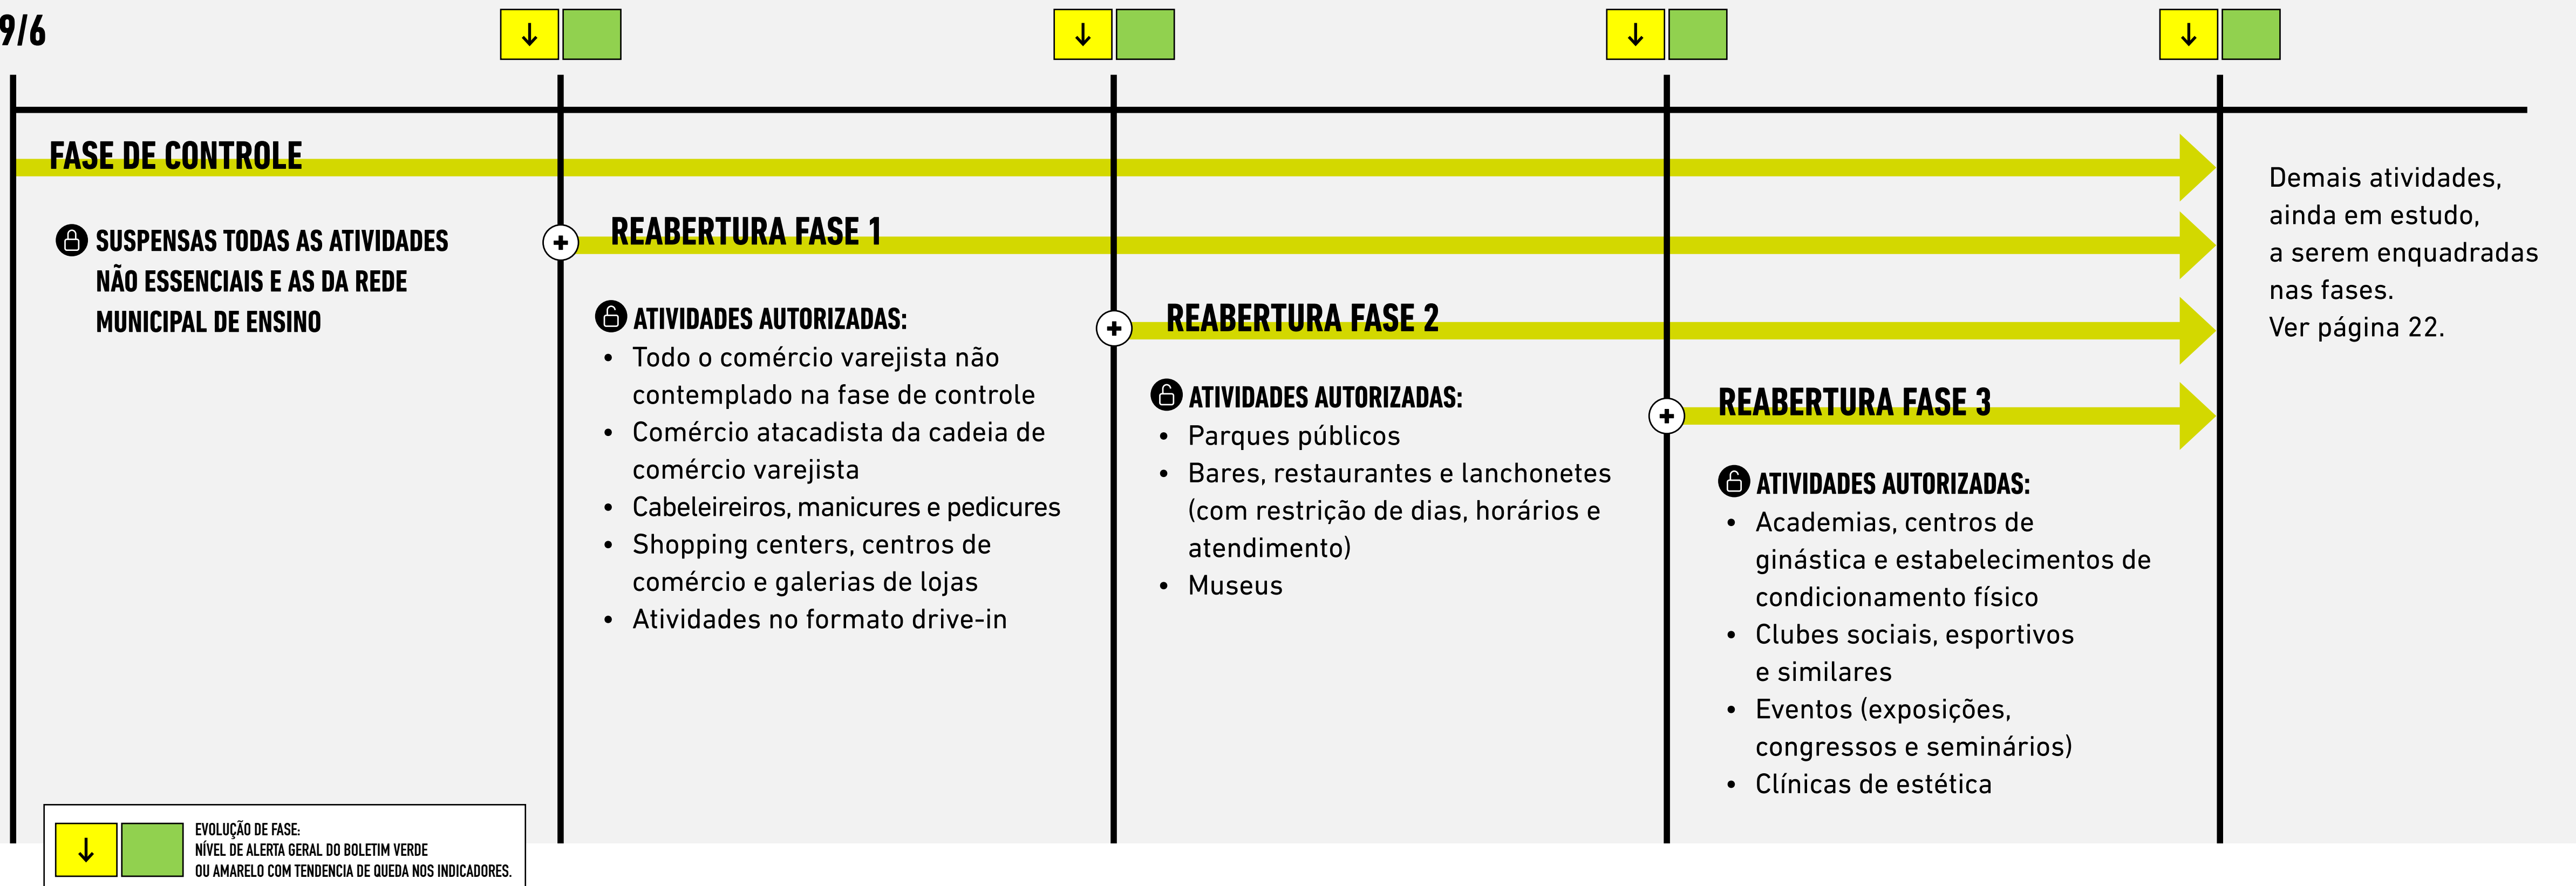 9/6
FASE DE CONTROLE
SUSPENSAS TODAS AS ATIVIDADES
NÃO ESSENCIAIS E AS DA REDE
MUNICIPAL DE ENSINO
REABERTURA FASE 1
ATIVIDADES AUTORIZADAS:
• Todo o comércio varejista não
contemplado na fase de controle
• Comércio atacadista da cadeia de
comércio varejista
• Cabeleireiros, manicures e pedicures
• Shopping centers, centros de
comércio e galerias de lojas
• Atividades no formato drive-in
REABERTURA FASE 2
ATIVIDADES AUTORIZADAS:
• Parques públicos
• Bares, restaurantes e lanchonetes
(com restrição de dias, horários e
atendimento)
• Museus
REABERTURA FASE 3
ATIVIDADES AUTORIZADAS:
• Academias, centros de
ginástica e estabelecimentos de
condicionamento físico
• Clubes sociais, esportivos
e similares
• Eventos (exposições,
congressos e seminários)
• Clínicas de estética
Demais atividades,
ainda em estudo,
a serem enquadradas
nas fases.
Ver página 22.
EVOLUÇÃO DE FASE:
NÍVEL DE ALERTA GERAL DO BOLETIM VERDE
OU AMARELO COM TENDENCIA DE QUEDA NOS INDICADORES.